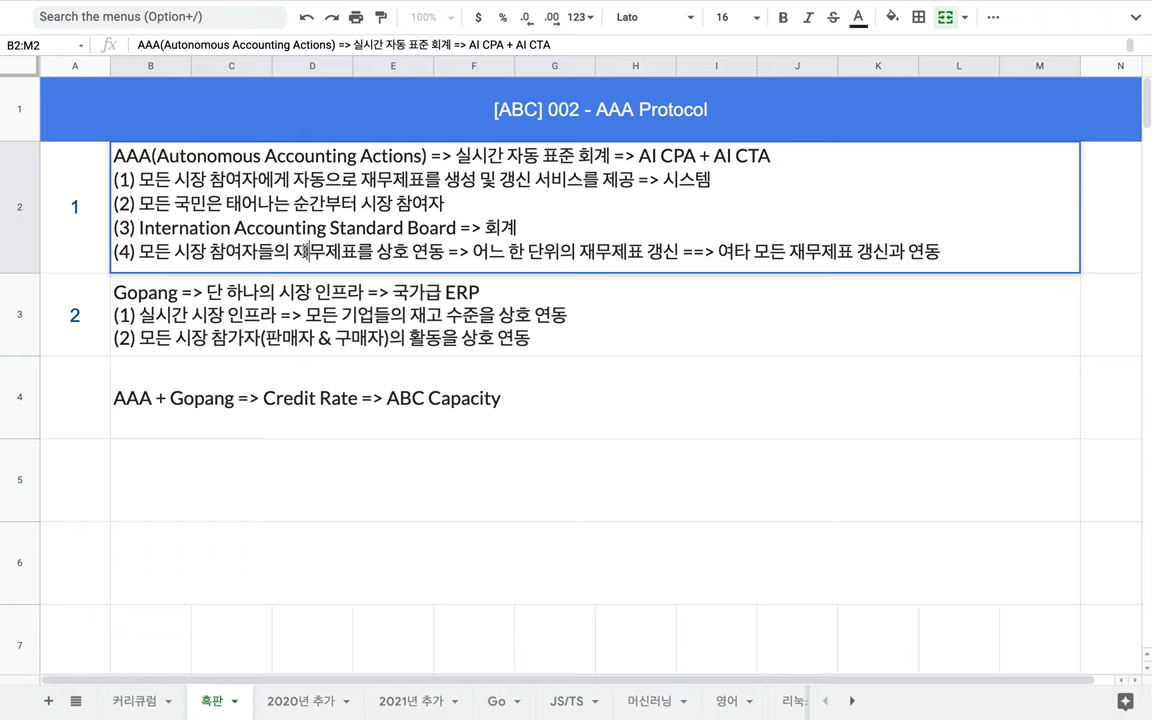 Search the menus (Option+/)
100%
$ % .0 .00 123
Lato
16
B I S A
B2:M2
fx
AAA(Autonomous Accounting Actions) => 실시간 자동 표준 회계 => AI CPA + AI CTA
A B C D E F G H I J K L M N
1
[ABC] 002 - AAA Protocol
2
1
AAA(Autonomous Accounting Actions) => 실시간 자동 표준 회계 => AI CPA + AI CTA
(1) 모든 시장 참여자에게 자동으로 재무제표를 생성 및 갱신 서비스를 제공 => 시스템
(2) 모든 국민은 태어나는 순간부터 시장 참여자
(3) Internation Accounting Standard Board => 회계
(4) 모든 시장 참여자들의 재무제표를 상호 연동 => 어느 한 단위의 재무제표 갱신 ==> 여타 모든 재무제표 갱신과 연동
3
2
Gopang => 단 하나의 시장 인프라 => 국가급 ERP
(1) 실시간 시장 인프라 => 모든 기업들의 재고 수준을 상호 연동
(2) 모든 시장 참가자(판매자 & 구매자)의 활동을 상호 연동
4
AAA + Gopang => Credit Rate => ABC Capacity
5
6
7
커리큘럼
흑판
2020년 추가
2021년 추가
Go
JS/TS
머신러닝
영어
리눅